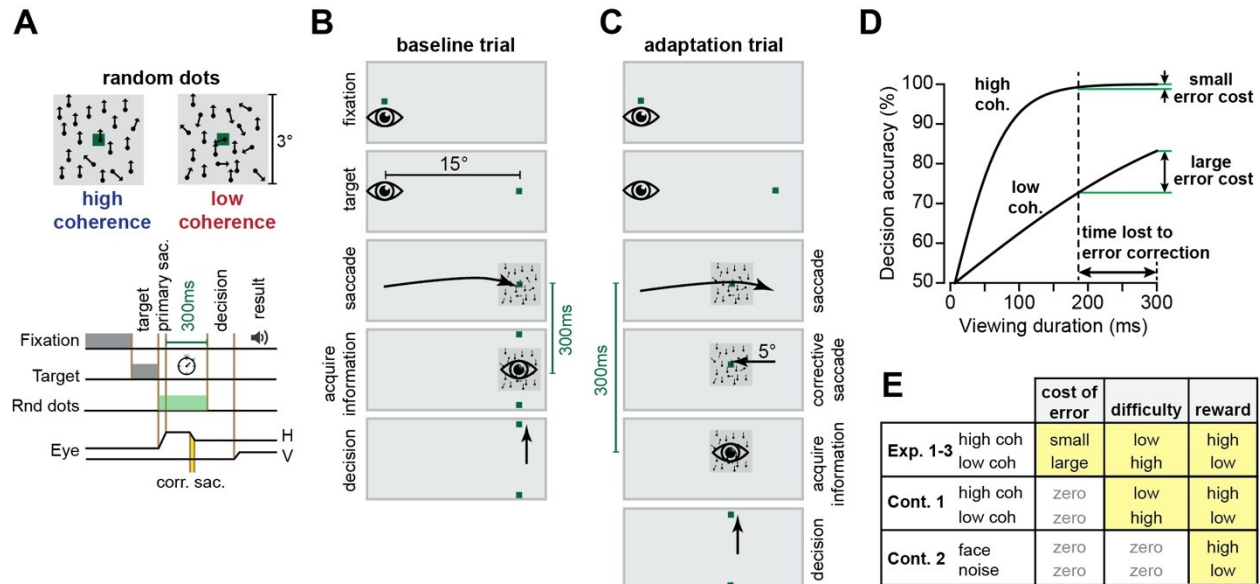 A
random dots
3°
high
coherence
low
coherence
target
primary sac.
300ms
decision
result
Fixation
Target
Rnd dots
Eye
H
V
corr. sac.
B
baseline trial
fixation
target
15°
saccade
acquire
information
300ms
decision
C
adaptation trial
saccade
corrective
saccade
5°
300ms
acquire
information
decision
D
Decision accuracy (%)
100
90
80
70
60
50
high
coh.
low
coh.
small
error cost
large
error cost
time lost to
error correction
0 100 200 300
Viewing duration (ms)
E
cost of
error
difficulty
reward
Exp. 1-3 high coh small low high
low coh large high low
Cont. 1 high coh zero low high
low coh zero high low
Cont. 2 face zero zero high
noise zero zero low